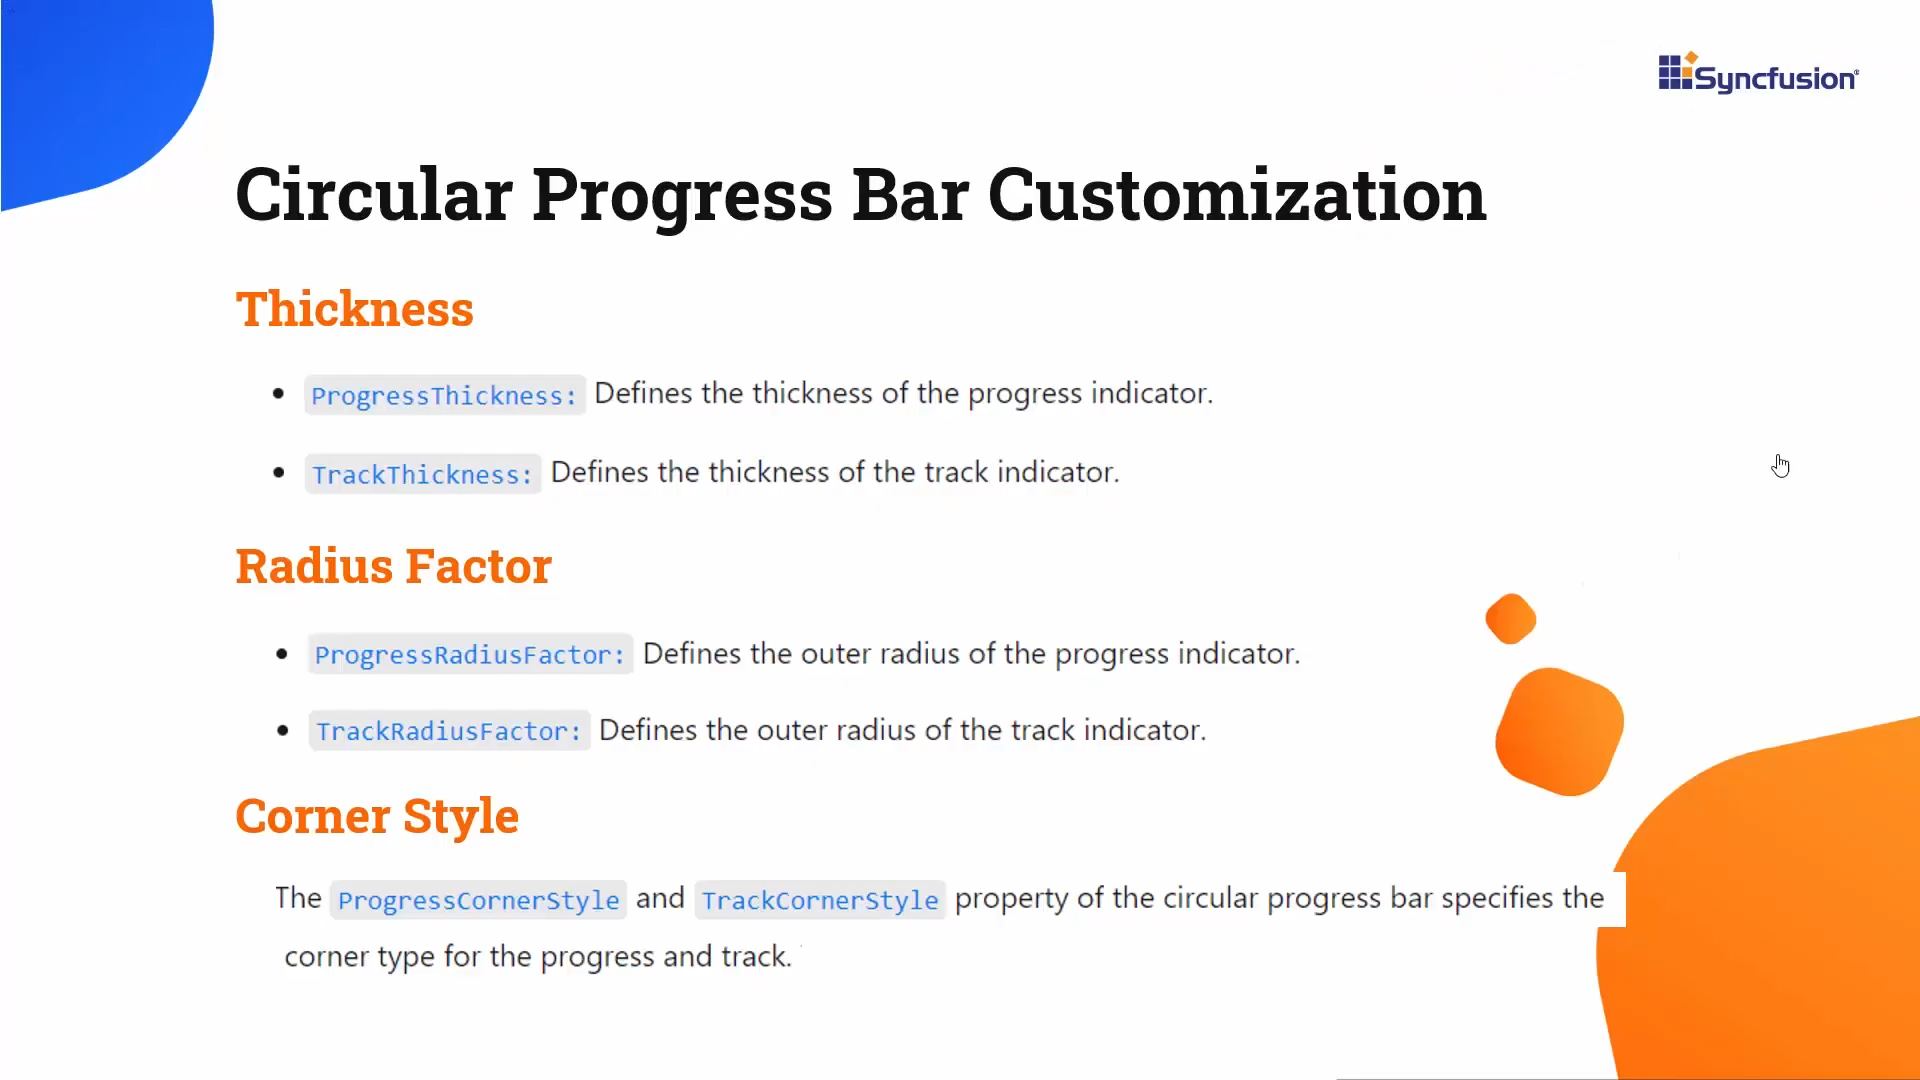 Syncfusion
Circular Progress Bar Customization
Thickness
ProgressThickness: Defines the thickness of the progress indicator.
TrackThickness: Defines the thickness of the track indicator.
Radius Factor
ProgressRadiusFactor: Defines the outer radius of the progress indicator.
TrackRadiusFactor: Defines the outer radius of the track indicator.
Corner Style
The ProgressCornerStyle and TrackCornerStyle property of the circular progress bar specifies the
corner type for the progress and track.